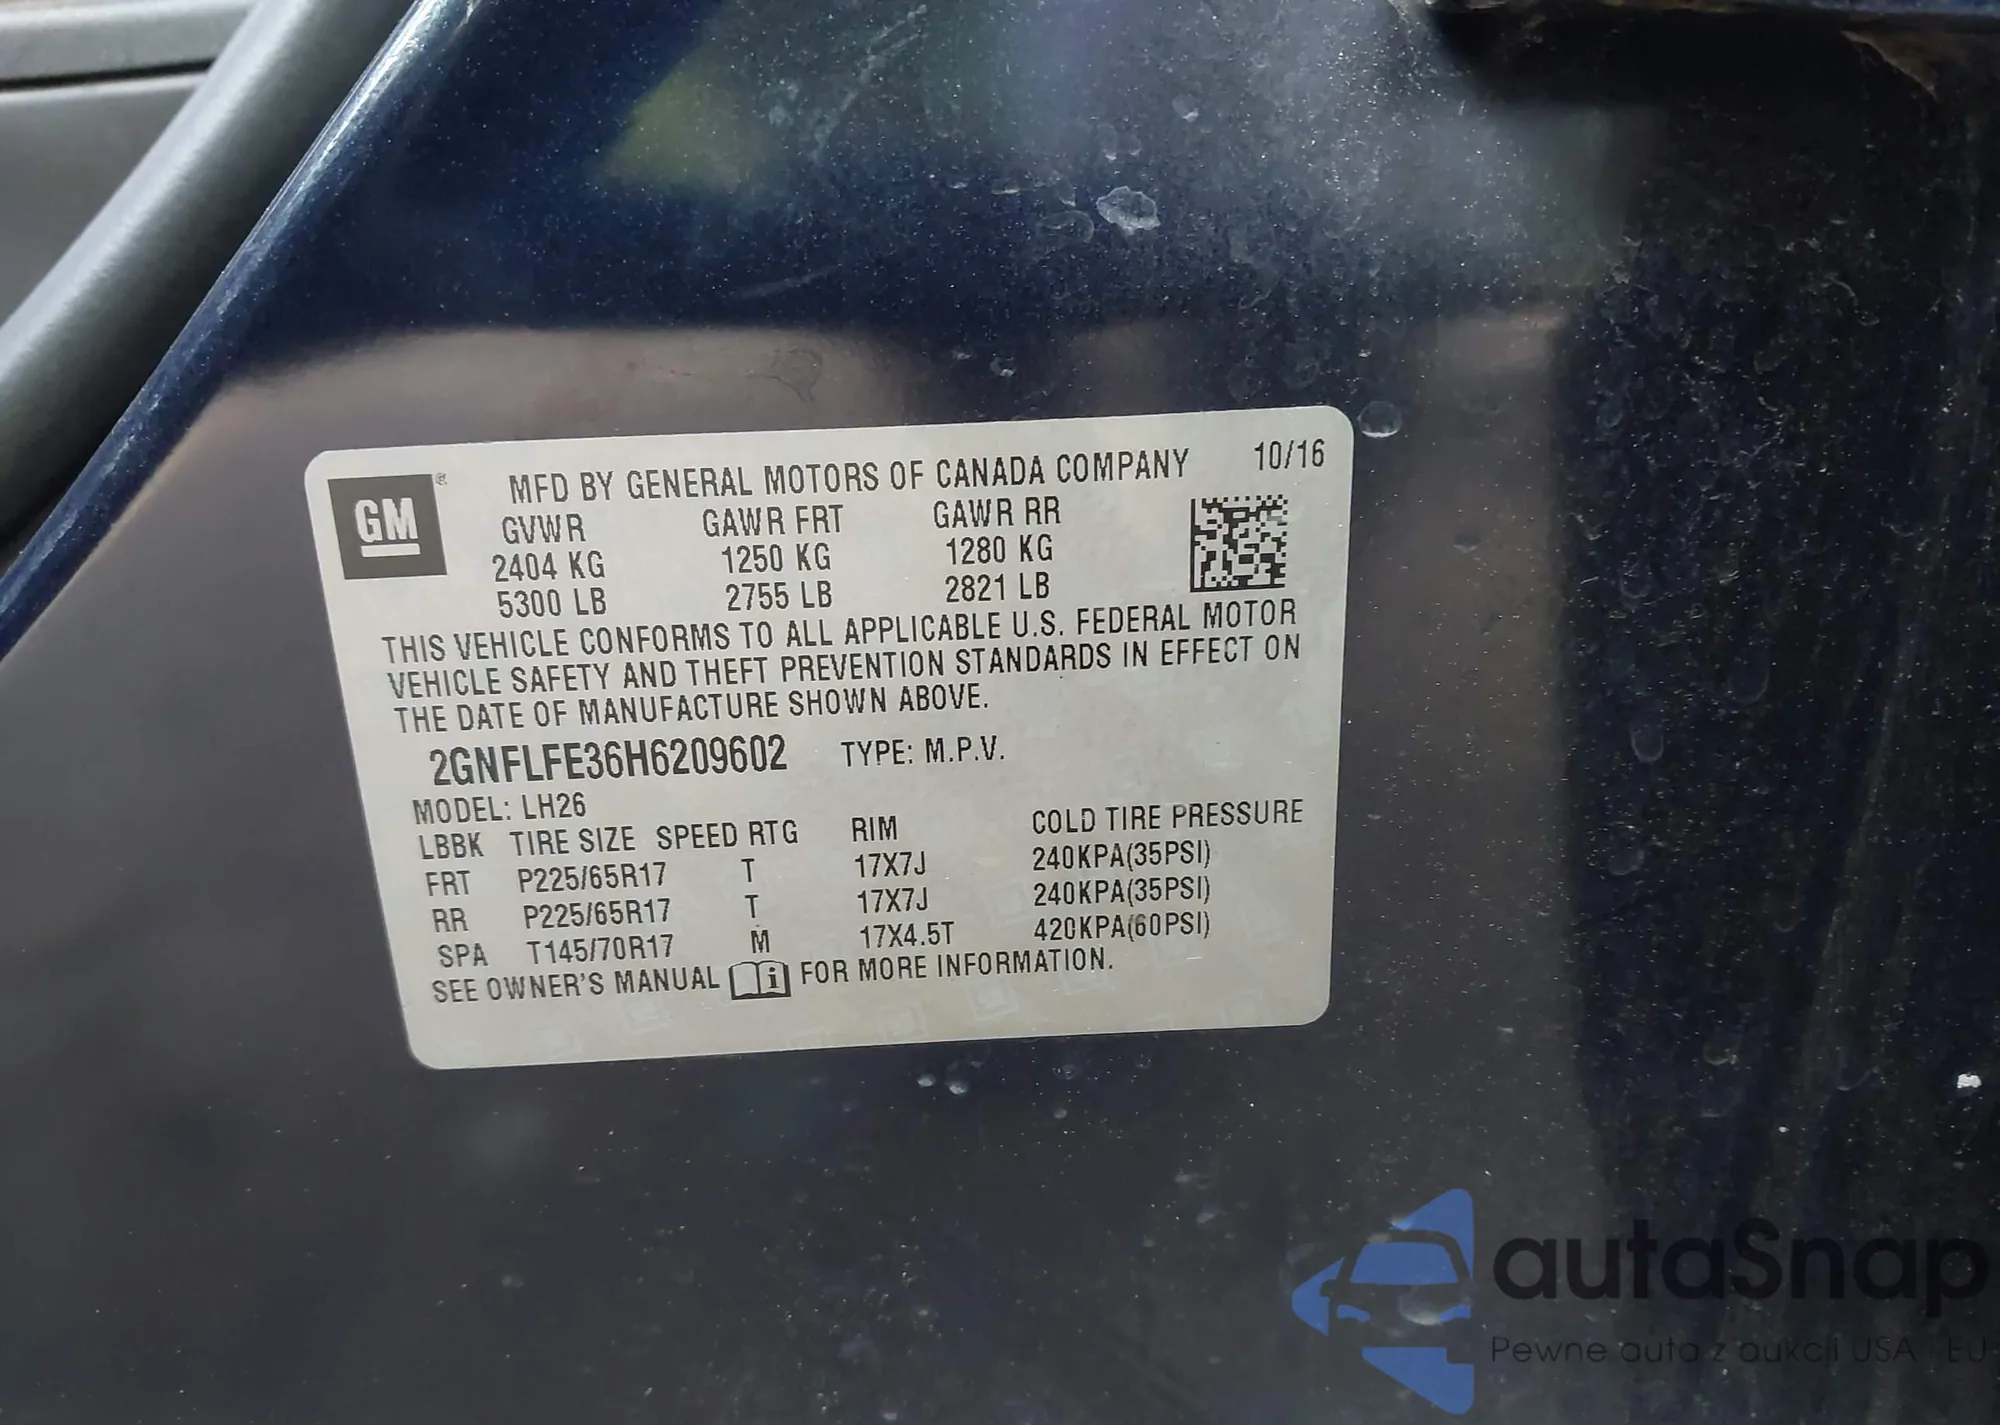 GM ® MFD BY GENERAL MOTORS OF CANADA COMPANY 10/16
GVWR GAWR FRT GAWR RR
2404 KG 1250 KG 1280 KG
5300 LB 2755 LB 2821 LB
THIS VEHICLE CONFORMS TO ALL APPLICABLE U.S. FEDERAL MOTOR
VEHICLE SAFETY AND THEFT PREVENTION STANDARDS IN EFFECT ON
THE DATE OF MANUFACTURE SHOWN ABOVE.
2GNFLFE36H6209602 TYPE: M.P.V.
MODEL: LH26
LBBK TIRE SIZE SPEED RTG RIM COLD TIRE PRESSURE
FRT P225/65R17 T 17X7J 240KPA(35PSI)
RR P225/65R17 T 17X7J 240KPA(35PSI)
SPA T145/70R17 M 17X4.5T 420KPA(60PSI)
SEE OWNER'S MANUAL i FOR MORE INFORMATION.
autaSnap
Pewne auta z aukcji USA i EU